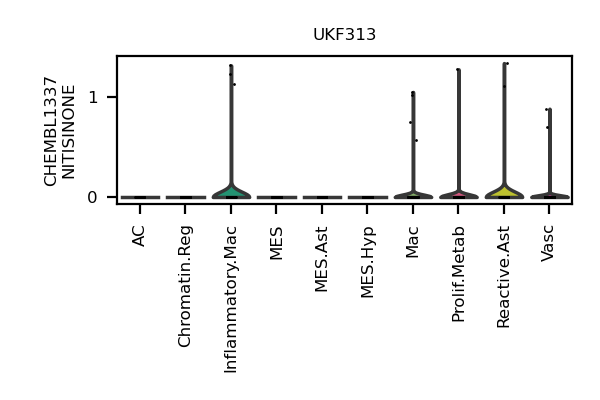 UKF313
CHEMBL1337
NITISINONE
1
0
AC
Chromatin.Reg
Inflammatory.Mac
MES
MES.Ast
MES.Hyp
Mac
Prolif.Metab
Reactive.Ast
Vasc